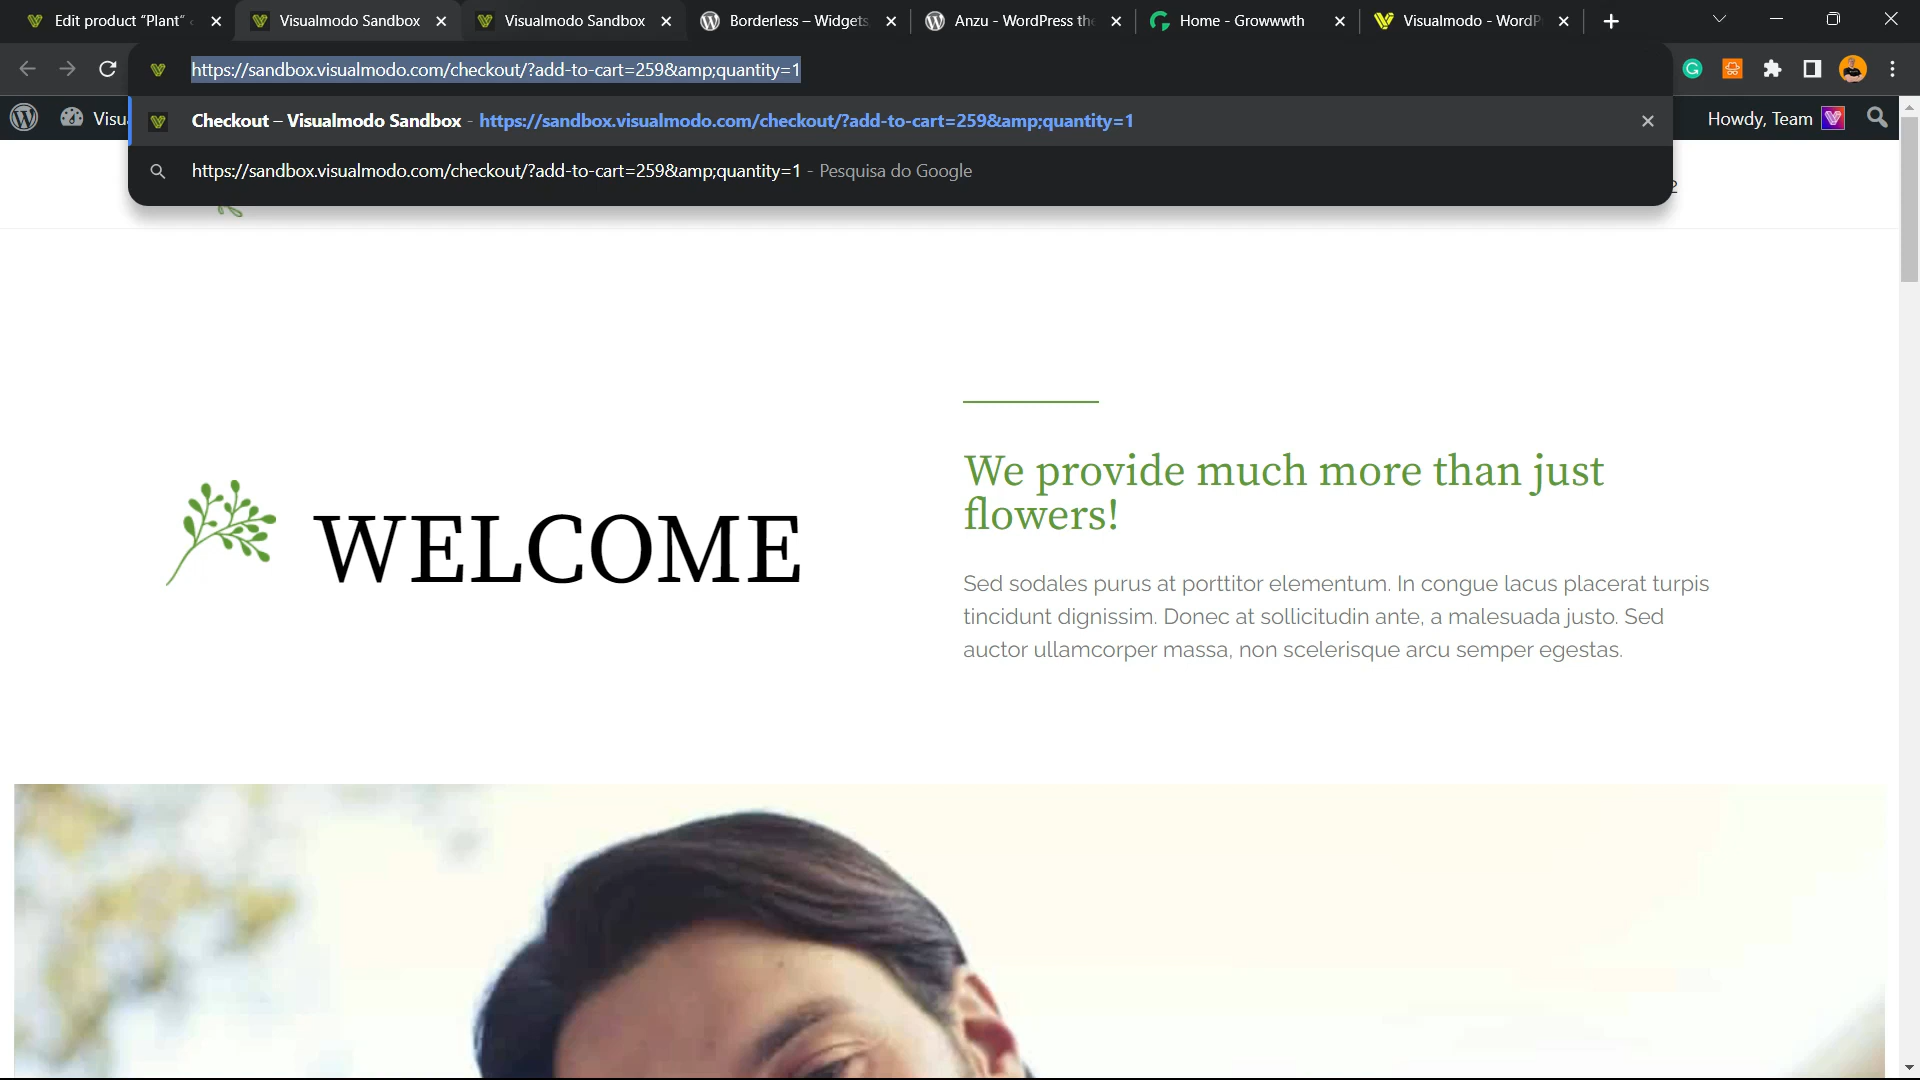 Edit product “Plant”
Visualmodo Sandbox
Visualmodo Sandbox
Borderless – Widgets,
Anzu - WordPress th
Home - Growwwth
Visualmodo - WordP
https://sandbox.visualmodo.com/checkout/?add-to-cart=259&amp;quantity=1
Checkout – Visualmodo Sandbox - https://sandbox.visualmodo.com/checkout/?add-to-cart=259&amp;quantity=1
https://sandbox.visualmodo.com/checkout/?add-to-cart=259&amp;quantity=1 - Pesquisa do Google
Visu
Howdy, Team
WELCOME
We provide much more than just
flowers!
Sed sodales purus at porttitor elementum. In congue lacus placerat turpis
tincidunt dignissim. Donec at sollicitudin ante, a malesuada justo. Sed
auctor ullamcorper massa, non scelerisque arcu semper egestas.